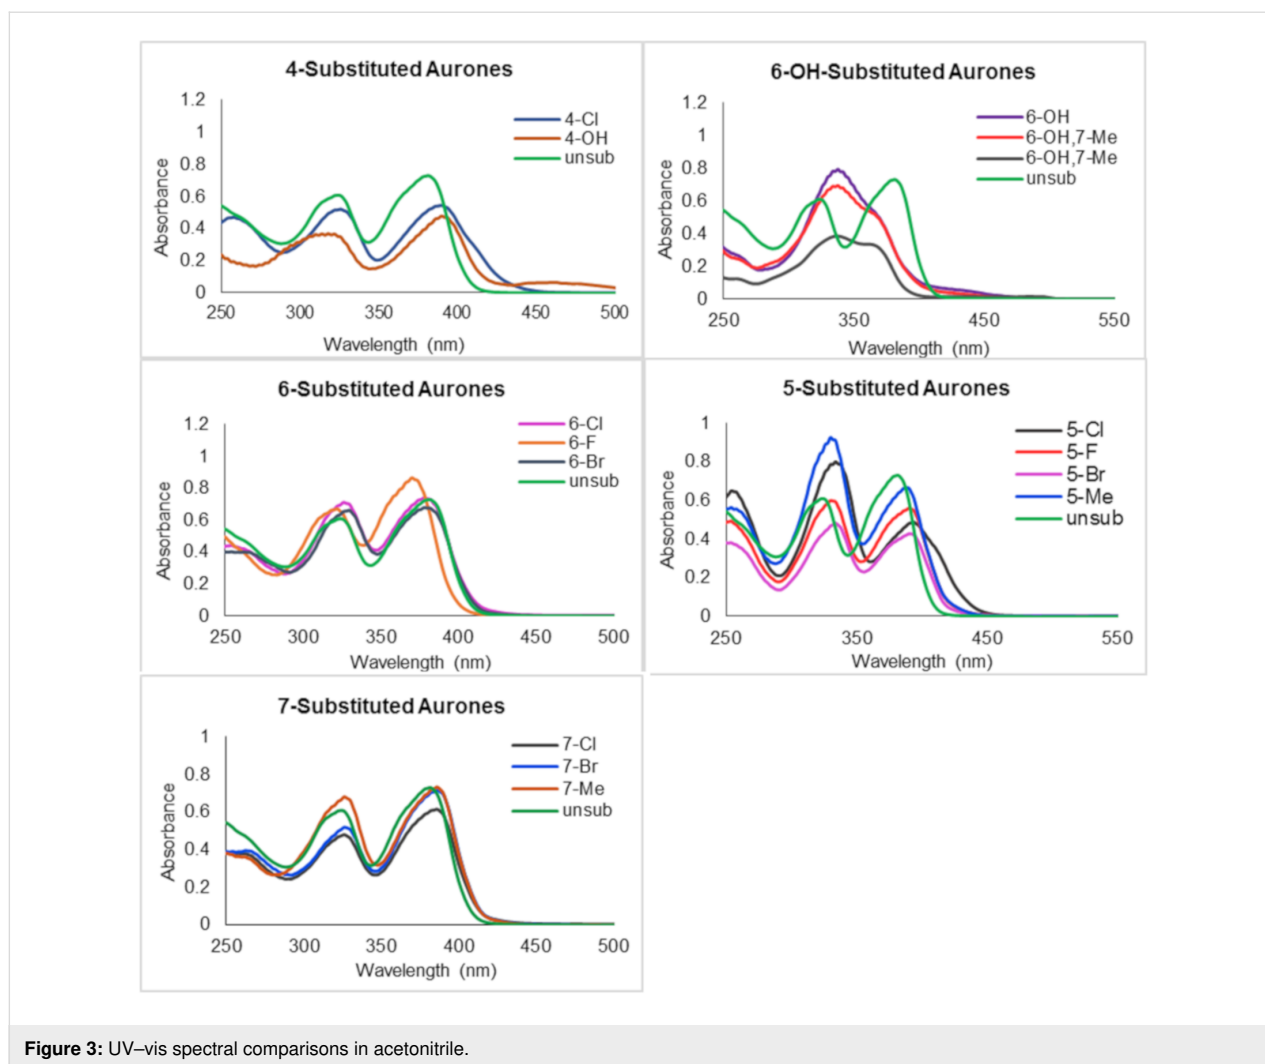 4-Substituted Aurones
1.2
1
0.8
0.6
0.4
0.2
0
Absorbance
4-Cl
4-OH
unsub
250 300 350 400 450 500
Wavelength (nm)
6-OH-Substituted Aurones
1.2
1
0.8
0.6
0.4
0.2
0
Absorbance
6-OH
6-OH,7-Me
6-OH,7-Me
unsub
250 350 450 550
Wavelength (nm)
6-Substituted Aurones
1.2
1
0.8
0.6
0.4
0.2
0
Absorbance
6-Cl
6-F
6-Br
unsub
250 300 350 400 450 500
Wavelength (nm)
5-Substituted Aurones
1
0.8
0.6
0.4
0.2
0
Absorbance
5-Cl
5-F
5-Br
5-Me
unsub
250 350 450 550
Wavelength (nm)
7-Substituted Aurones
1
0.8
0.6
0.4
0.2
0
Absorbance
7-Cl
7-Br
7-Me
unsub
250 300 350 400 450 500
Wavelength (nm)
Figure 3: UV–vis spectral comparisons in acetonitrile.